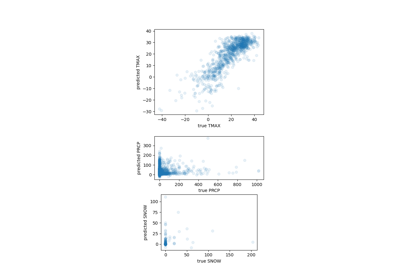 40
30
20
10
0
−10
−20
−30
predicted TMAX
−40 −20 0 20 40
true TMAX
300
200
100
0
predicted PRCP
0 200 400 600 800 1000
true PRCP
100
75
50
25
0
predicted SNOW
0 50 100 150 200
true SNOW